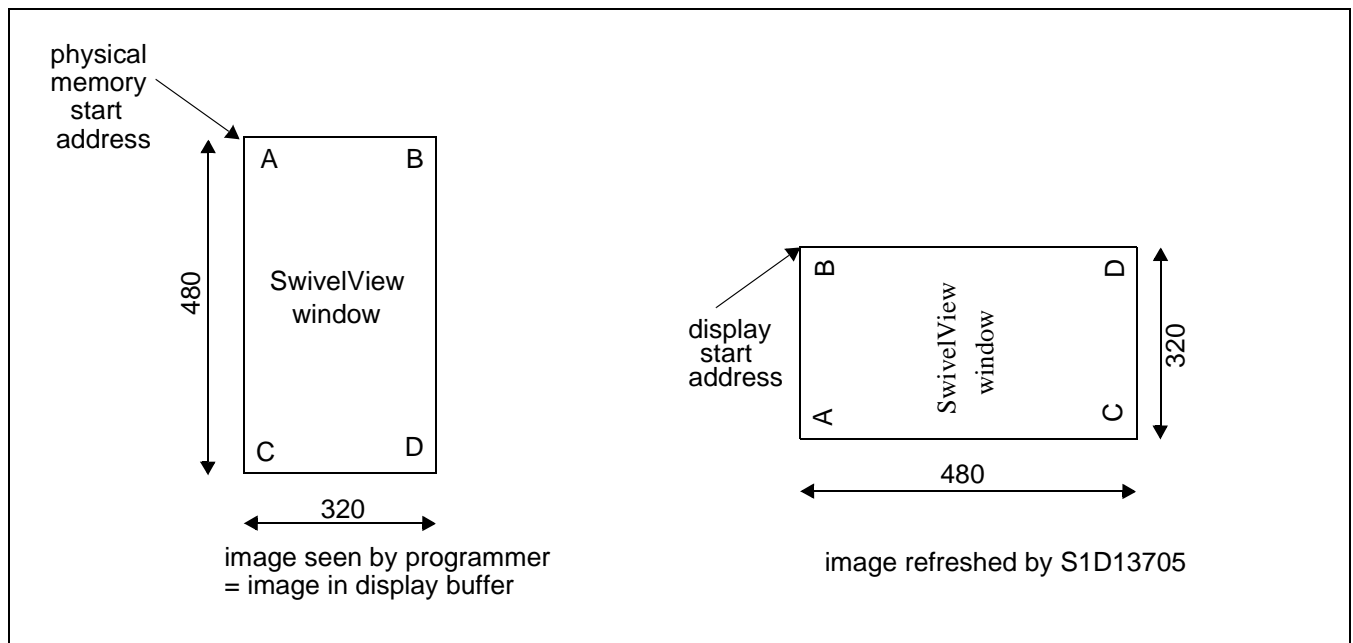 physical
memory
start
address
A B
480
SwivelView
window
C D
320
image seen by programmer
= image in display buffer
display
start
address
B D
SwivelView
window
A C
320
480
image refreshed by S1D13705